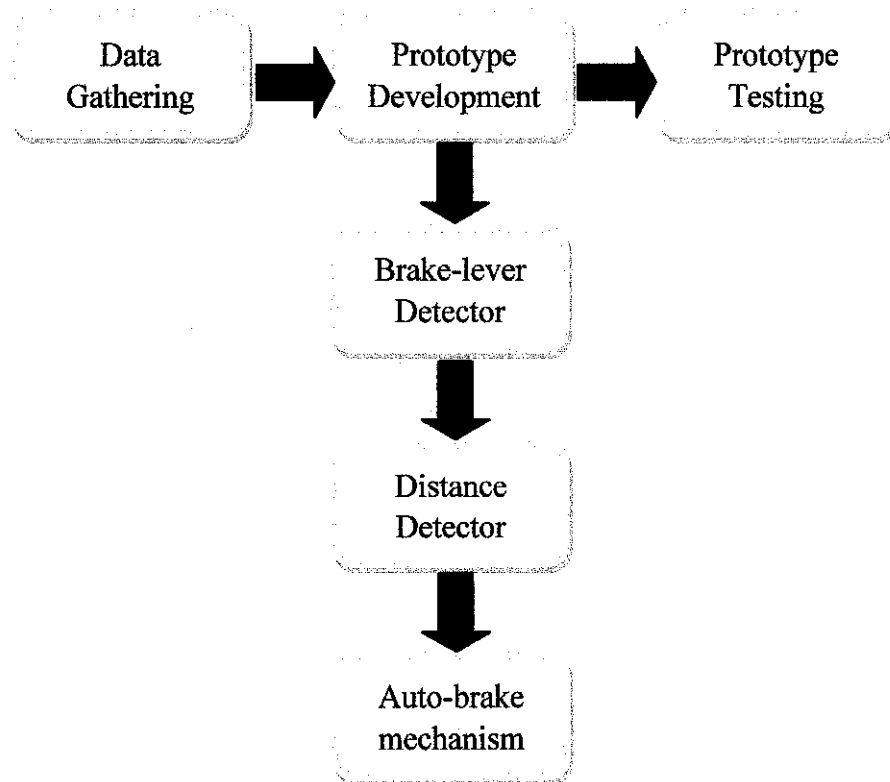 Data
Gathering
Prototype
Development
Prototype
Testing
Brake-lever
Detector
Distance
Detector
Auto-brake
mechanism